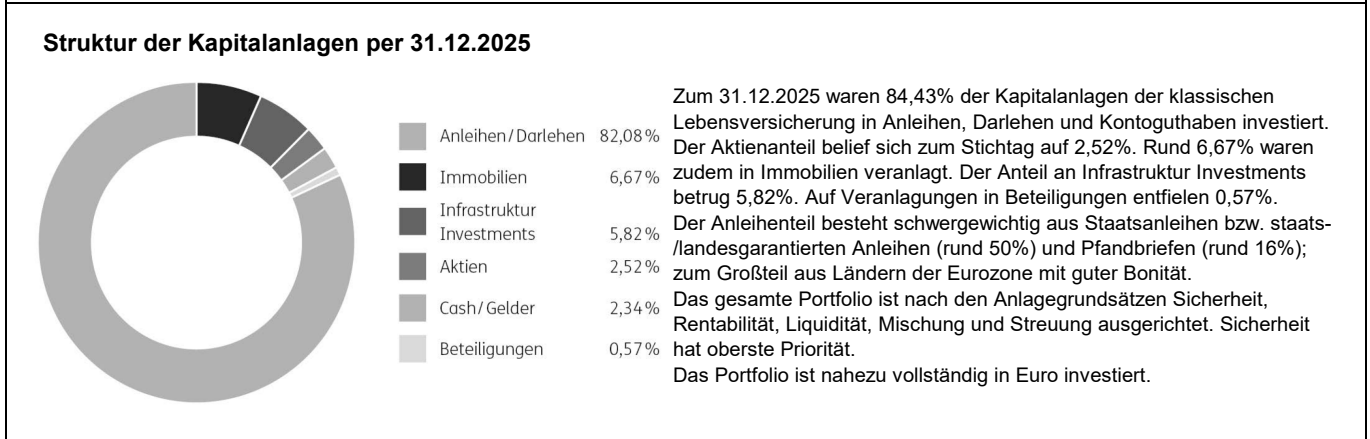 Struktur der Kapitalanlagen per 31.12.2025
Anleihen/Darlehen 82,08%
Immobilien 6,67%
Infrastruktur
Investments 5,82%
Aktien 2,52%
Cash/Gelder 2,34%
Beteiligungen 0,57%
Zum 31.12.2025 waren 84,43% der Kapitalanlagen der klassischen
Lebensversicherung in Anleihen, Darlehen und Kontoguthaben investiert.
Der Aktienanteil belief sich zum Stichtag auf 2,52%. Rund 6,67% waren
zudem in Immobilien veranlagt. Der Anteil an Infrastruktur Investments
betrug 5,82%. Auf Veranlagungen in Beteiligungen entfielen 0,57%.
Der Anleihenteil besteht schwergewichtig aus Staatsanleihen bzw. staats-
/landesgarantierten Anleihen (rund 50%) und Pfandbriefen (rund 16%);
zum Großteil aus Ländern der Eurozone mit guter Bonität.
Das gesamte Portfolio ist nach den Anlagegrundsätzen Sicherheit,
Rentabilität, Liquidität, Mischung und Streuung ausgerichtet. Sicherheit
hat oberste Priorität.
Das Portfolio ist nahezu vollständig in Euro investiert.